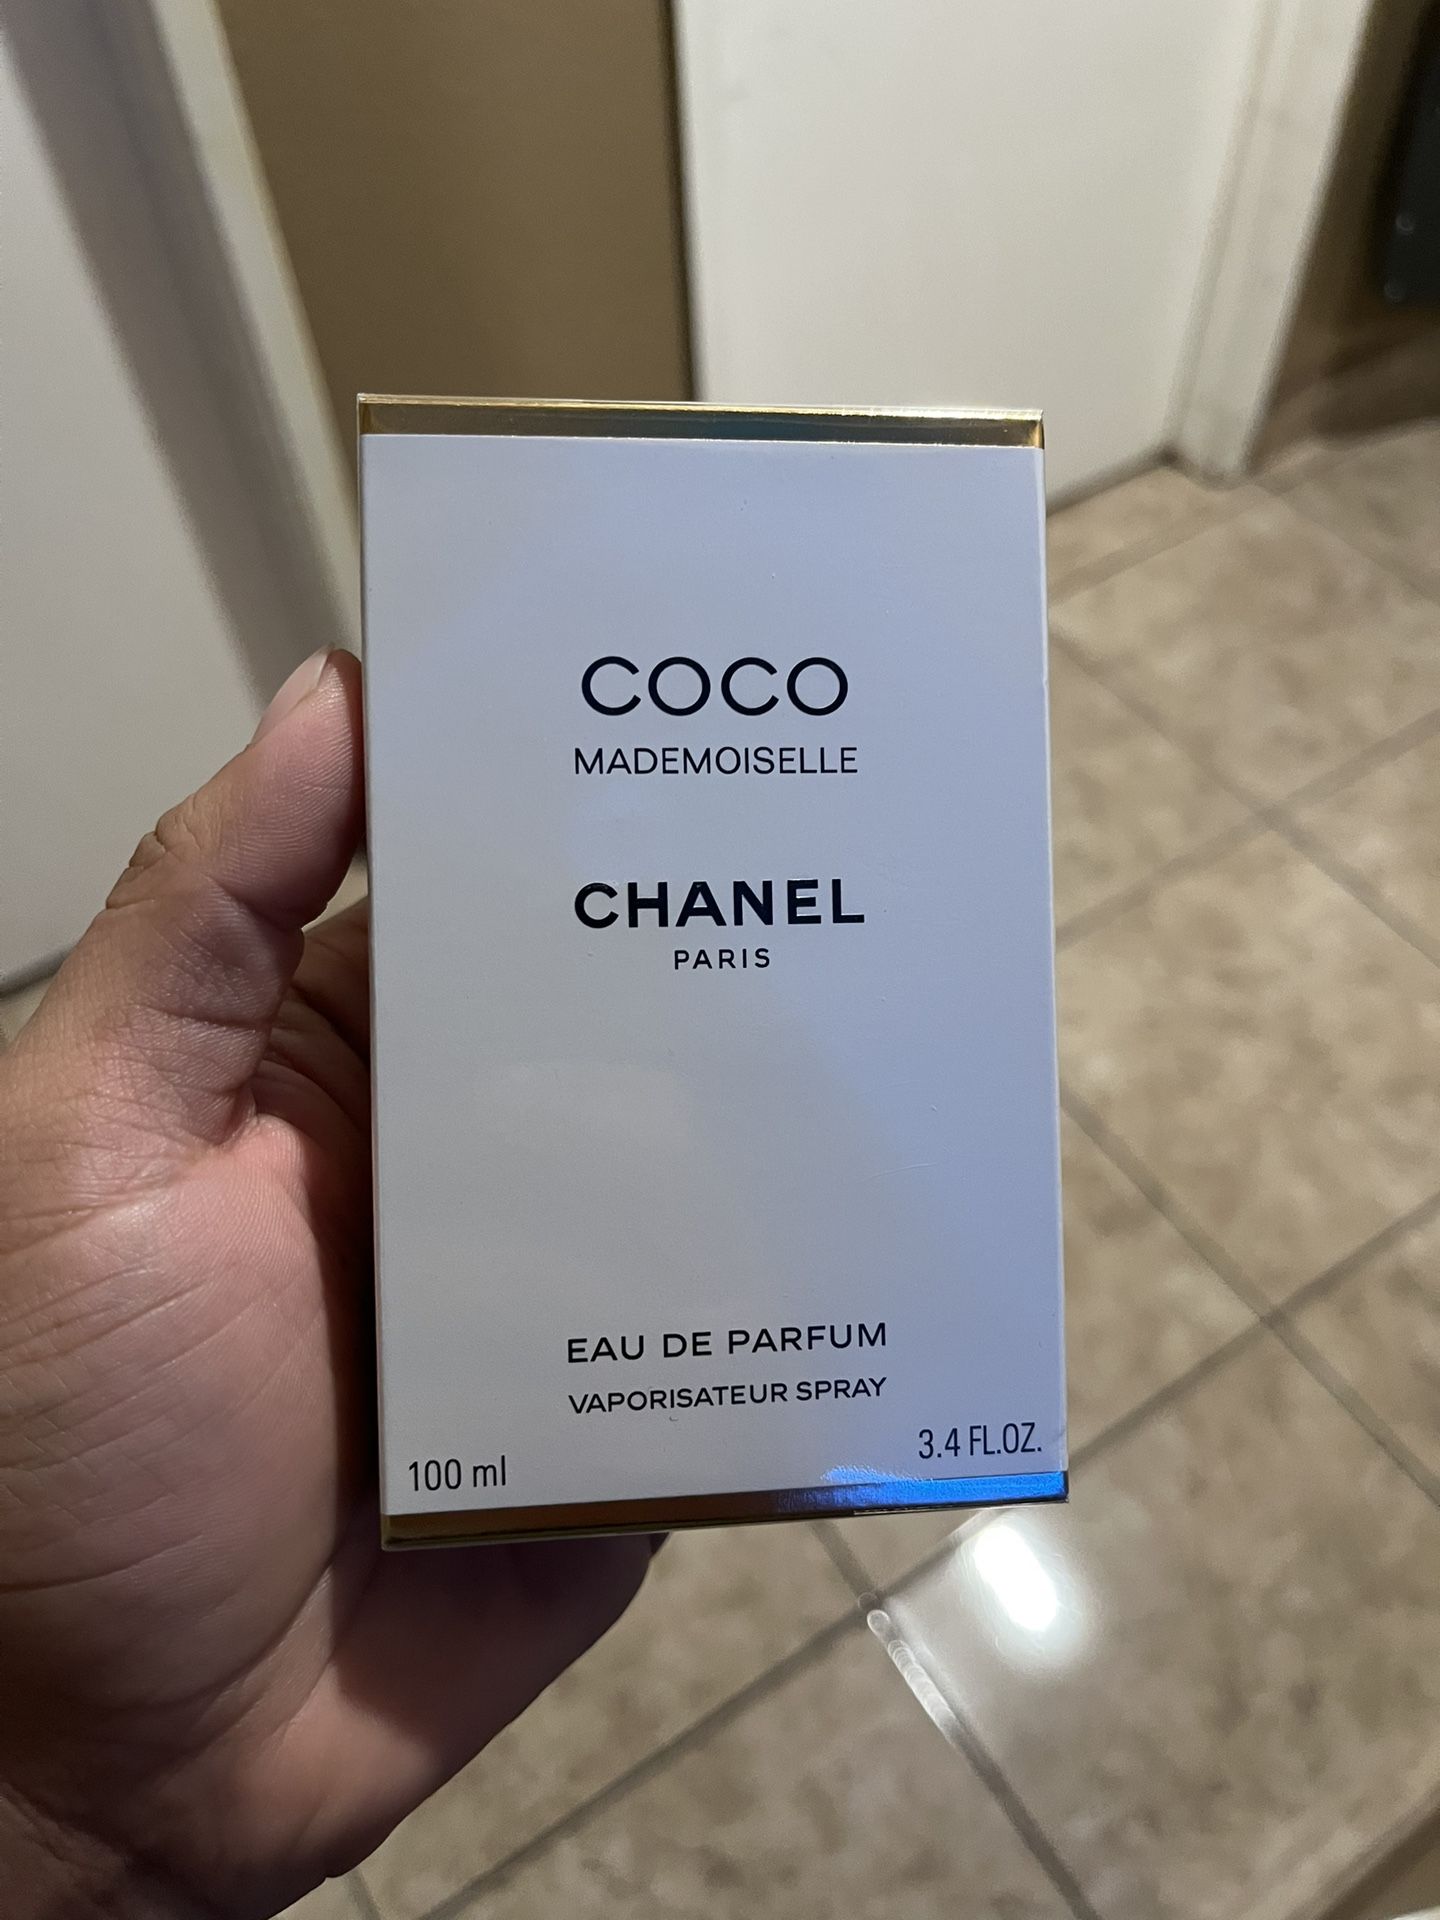 COCO
MADEMOISELLE
CHANEL
PARIS
EAU DE PARFUM
VAPORISATEUR SPRAY
100 ml
3.4 FL.OZ.